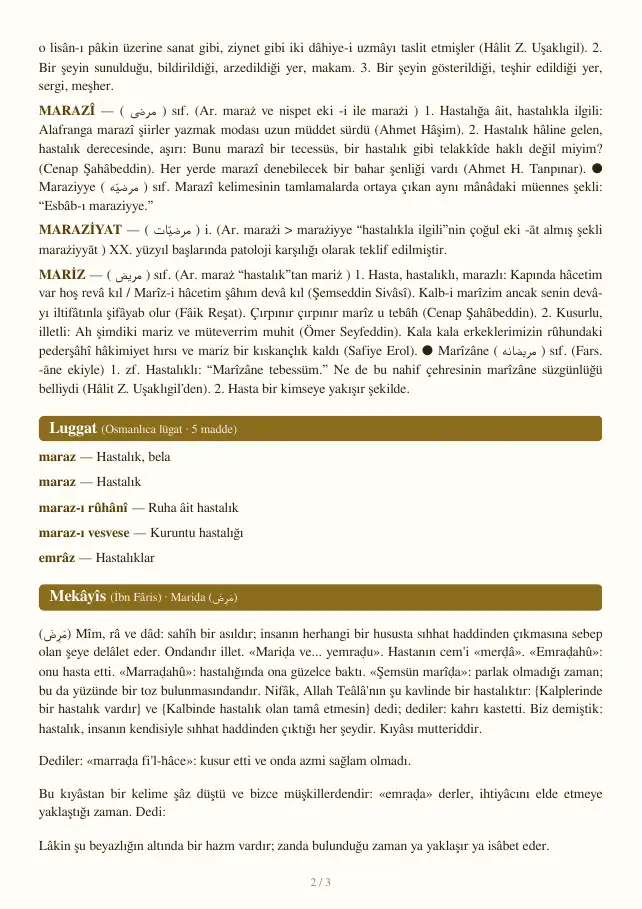 o lisân-ı pâkin üzerine sanat gibi, ziynet gibi iki dâhiye-i uzmâyı taslit etmişler (Hâlit Z. Uşaklıgil). 2.
Bir şeyin sunulduğu, bildirildiği, arzedildiği yer, makam. 3. Bir şeyin gösterildiği, teşhir edildiği yer,
sergi, meşher.
MARAZÎ — ( مرضى ) sıf. (Ar. maraż ve nispet eki -і ile marażі ) 1. Hastalığa âit, hastalıkla ilgili:
Alafranga marazî şiirler yazmak modası uzun müddet sürdü (Ahmet Hâşim). 2. Hastalık hâline gelen,
hastalık derecesinde, aşırı: Bunu marazî bir tecessüs, bir hastalık gibi telakkîde haklı değil miyim?
(Cenap Şahâbeddin). Her yerde marazî denebilecek bir bahar şenliği vardı (Ahmet H. Tanpınar). ●
Maraziyye ( مرضيّه ) sıf. Marazî kelimesinin tamlamalarda ortaya çıkan aynı mânâdaki müennes şekli:
“Esbâb-ı maraziyye.”
MARAZİYAT — ( مرضيّات ) i. (Ar. marażi > marażiyye “hastalıkla ilgili”nin çoğul eki -āt almış şekli
marażiyyāt ) XX. yüzyıl başlarında patoloji karşılığı olarak teklif edilmiştir.
MARİZ — ( مريض ) sıf. (Ar. maraż “hastalık”tan mariż ) 1. Hasta, hastalıklı, marazlı: Kapında hâcetim
var hoş revâ kıl / Marîz-i hâcetim şâhım devâ kıl (Şemseddin Sivâsî). Kalb-i marîzim ancak senin devâ-
yı iltifâtınla şifâyab olur (Fâik Reşat). Çırpınır çırpınır marîz u tebâh (Cenap Şahâbeddin). 2. Kusurlu,
illetli: Ah şimdiki mariz ve müteverrim muhit (Ömer Seyfeddin). Kala kala erkeklerimizin rûhundaki
pederşâhî hâkimiyet hırsı ve mariz bir kıskançlık kaldı (Safiye Erol). ● Marîzâne ( مريضانه ) sıf. (Fars.
-āne ekiyle) 1. zf. Hastalıklı: “Marîzâne tebessüm.” Ne de bu nahif çehresinin marîzâne süzgünlüğü
belliydi (Hâlit Z. Uşaklıgil’den). 2. Hasta bir kimseye yakışır şekilde.
Luggat (Osmanlıca lügat · 5 madde)
maraz — Hastalık, bela
maraz — Hastalık
maraz-ı rûhânî — Ruha âit hastalık
maraz-ı vesvese — Kuruntu hastalığı
emrâz — Hastalıklar
Mekâyîs (İbn Fâris) · Mariḍa (مَرِضَ)
(مَرِضَ) Mîm, râ ve dâd: sahîh bir asıldır; insanın herhangi bir hususta sıhhat haddinden çıkmasına sebep
olan şeye delâlet eder. Ondandır illet. «Mariḍa ve... yemraḍu». Hastanın cem'i «merḍâ». «Emraḍahû»:
onu hasta etti. «Marraḍahû»: hastalığında ona güzelce baktı. «Şemsün marîḍa»: parlak olmadığı zaman;
bu da yüzünde bir toz bulunmasındandır. Nifâk, Allah Teâlâ'nın şu kavlinde bir hastalıktır: {Kalplerinde
bir hastalık vardır} ve {Kalbinde hastalık olan tamâ etmesin} dedi; dediler: kahrı kastetti. Biz demiştik:
hastalık, insanın kendisiyle sıhhat haddinden çıktığı her şeydir. Kıyâsı mutteriddir.
Dediler: «marraḍa fi'l-hâce»: kusur etti ve onda azmi sağlam olmadı.
Bu kıyâstan bir kelime şâz düştü ve bizce müşkillerdendir: «emraḍa» derler, ihtiyâcını elde etmeye
yaklaştığı zaman. Dedi:
Lâkin şu beyazlığın altında bir hazm vardır; zanda bulunduğu zaman ya yaklaşır ya isâbet eder.
2 / 3